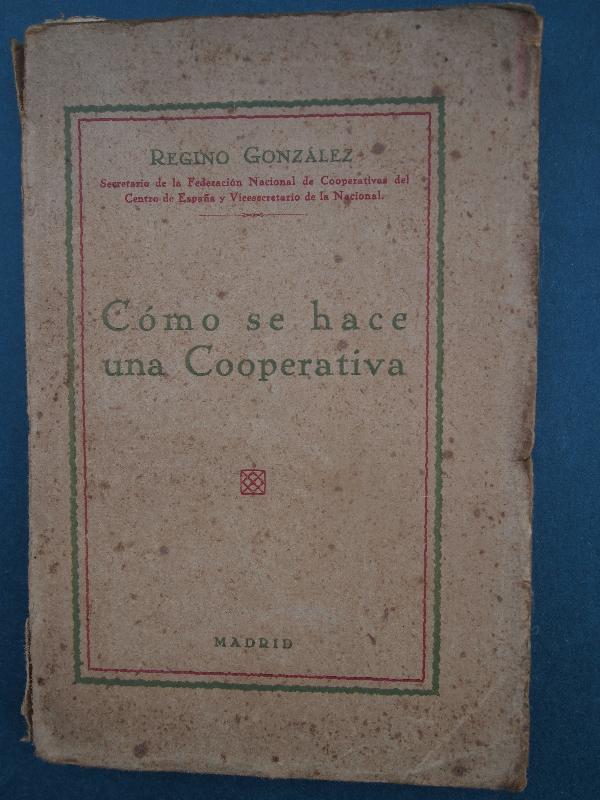 REGINO GONZÁLEZ
Secretario de la Federación Nacional de Cooperativas del
Centro de España y Vicesecretario de la Nacional.
Cómo se hace
una Cooperativa
MADRID